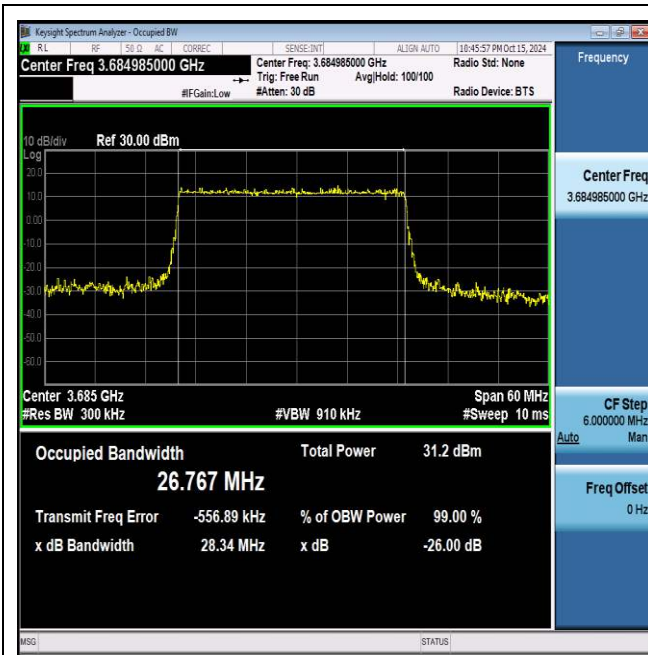 Keysight Spectrum Analyzer - Occupied BW
RL RF 50 Ω AC CORREC SENSE:INT ALIGN AUTO 10:45:57 PM Oct 15, 2024
Center Freq 3.684985000 GHz Center Freq: 3.684985000 GHz Radio Std: None
Trig: Free Run Avg|Hold: 100/100
#IFGain:Low #Atten: 30 dB Radio Device: BTS
10 dB/div Ref 30.00 dBm
Log
20.0
10.0
0.00
-10.0
-20.0
-30.0
-40.0
-50.0
-60.0
Center 3.685 GHz Span 60 MHz
#Res BW 300 kHz #VBW 910 kHz #Sweep 10 ms
Occupied Bandwidth Total Power 31.2 dBm
26.767 MHz
Transmit Freq Error -556.89 kHz % of OBW Power 99.00 %
x dB Bandwidth 28.34 MHz x dB -26.00 dB
MSG STATUS
Frequency
Center Freq
3.684985000 GHz
CF Step
6.000000 MHz
Auto Man
Freq Offset
0 Hz